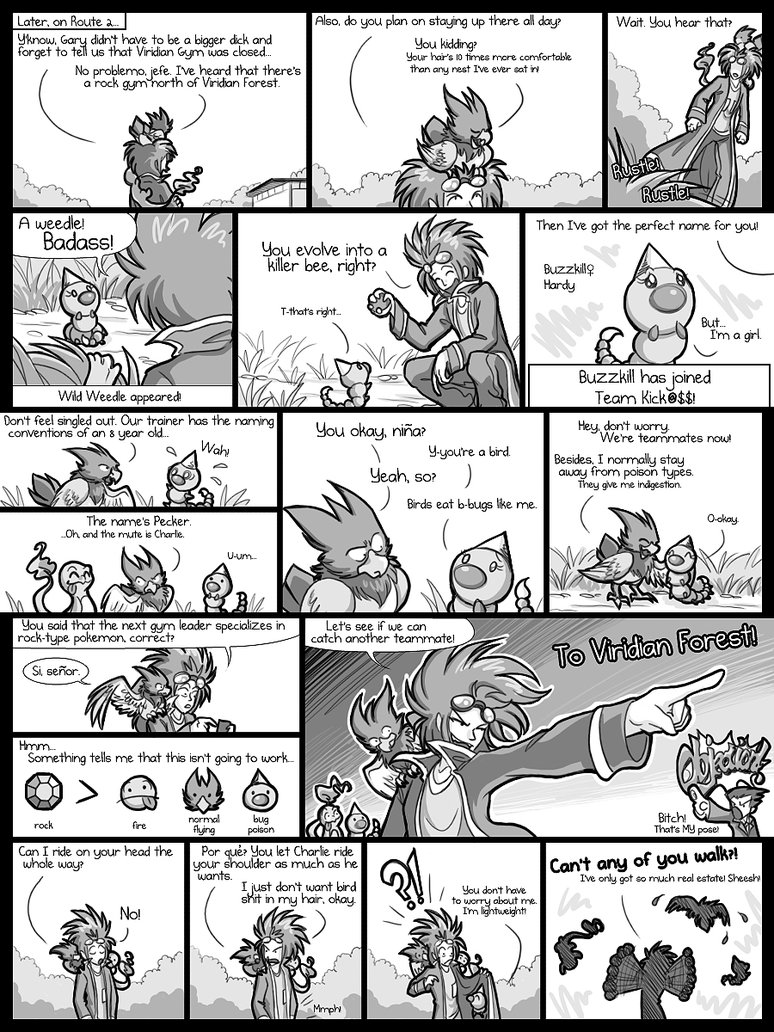 Later, on Route 2...
Y'know, Gary didn't have to be a bigger dick and
forget to tell us that Viridian Gym was closed...
No problemo, jefe. I've heard that there's
a rock gym north of Viridian Forest.
Also, do you plan on staying up there all day?
You kidding?
Your hair's 10 times more comfortable
than any nest I've ever sat in!
Wait. You hear that?
Rustle!
Rustle!
A weedle!
Badass!
Wild Weedle appeared!
You evolve into a
killer bee, right?
T-that's right...
Then I've got the perfect name for you!
Buzzkill♀
Hardy
But...
I'm a girl.
Buzzkill has joined
Team Kick@$$!
Don't feel singled out. Our trainer has the naming
conventions of an 8 year old...
Wah!
The name's Pecker.
...Oh, and the mute is Charlie.
U-um...
You okay, niña?
Y-you're a bird.
Yeah, so?
Birds eat b-bugs like me.
Hey, don't worry.
We're teammates now!
Besides, I normally stay
away from poison types.
They give me indigestion.
O-okay.
You said that the next gym leader specializes in
rock-type pokemon, correct?
Si, señor.
Hmm...
Something tells me that this isn't going to work...
>
rock
fire
normal
flying
bug
poison
Let's see if we can
catch another teammate!
To Viridian Forest!
Objection!
Bitch!
That's MY pose!
Can I ride on your head the
whole way?
No!
Por qué? You let Charlie ride
your shoulder as much as he
wants.
I just don't want bird
shit in my hair, okay.
Mmph!
?!
You don't have
to worry about me.
I'm lightweight!
Can't any of you walk?!
I've only got so much real estate! Sheesh!